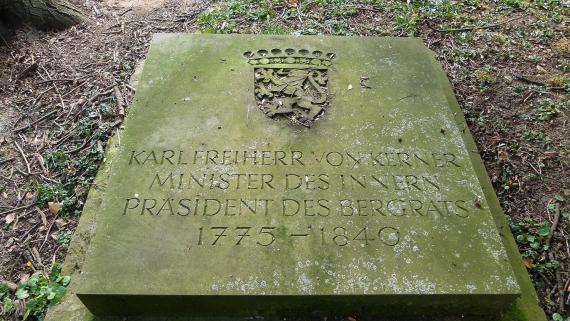 KARL FREIHERR VON KERNER
MINISTER DES INNERN
PRÄSIDENT DES BERGRATS
1775 – 1840